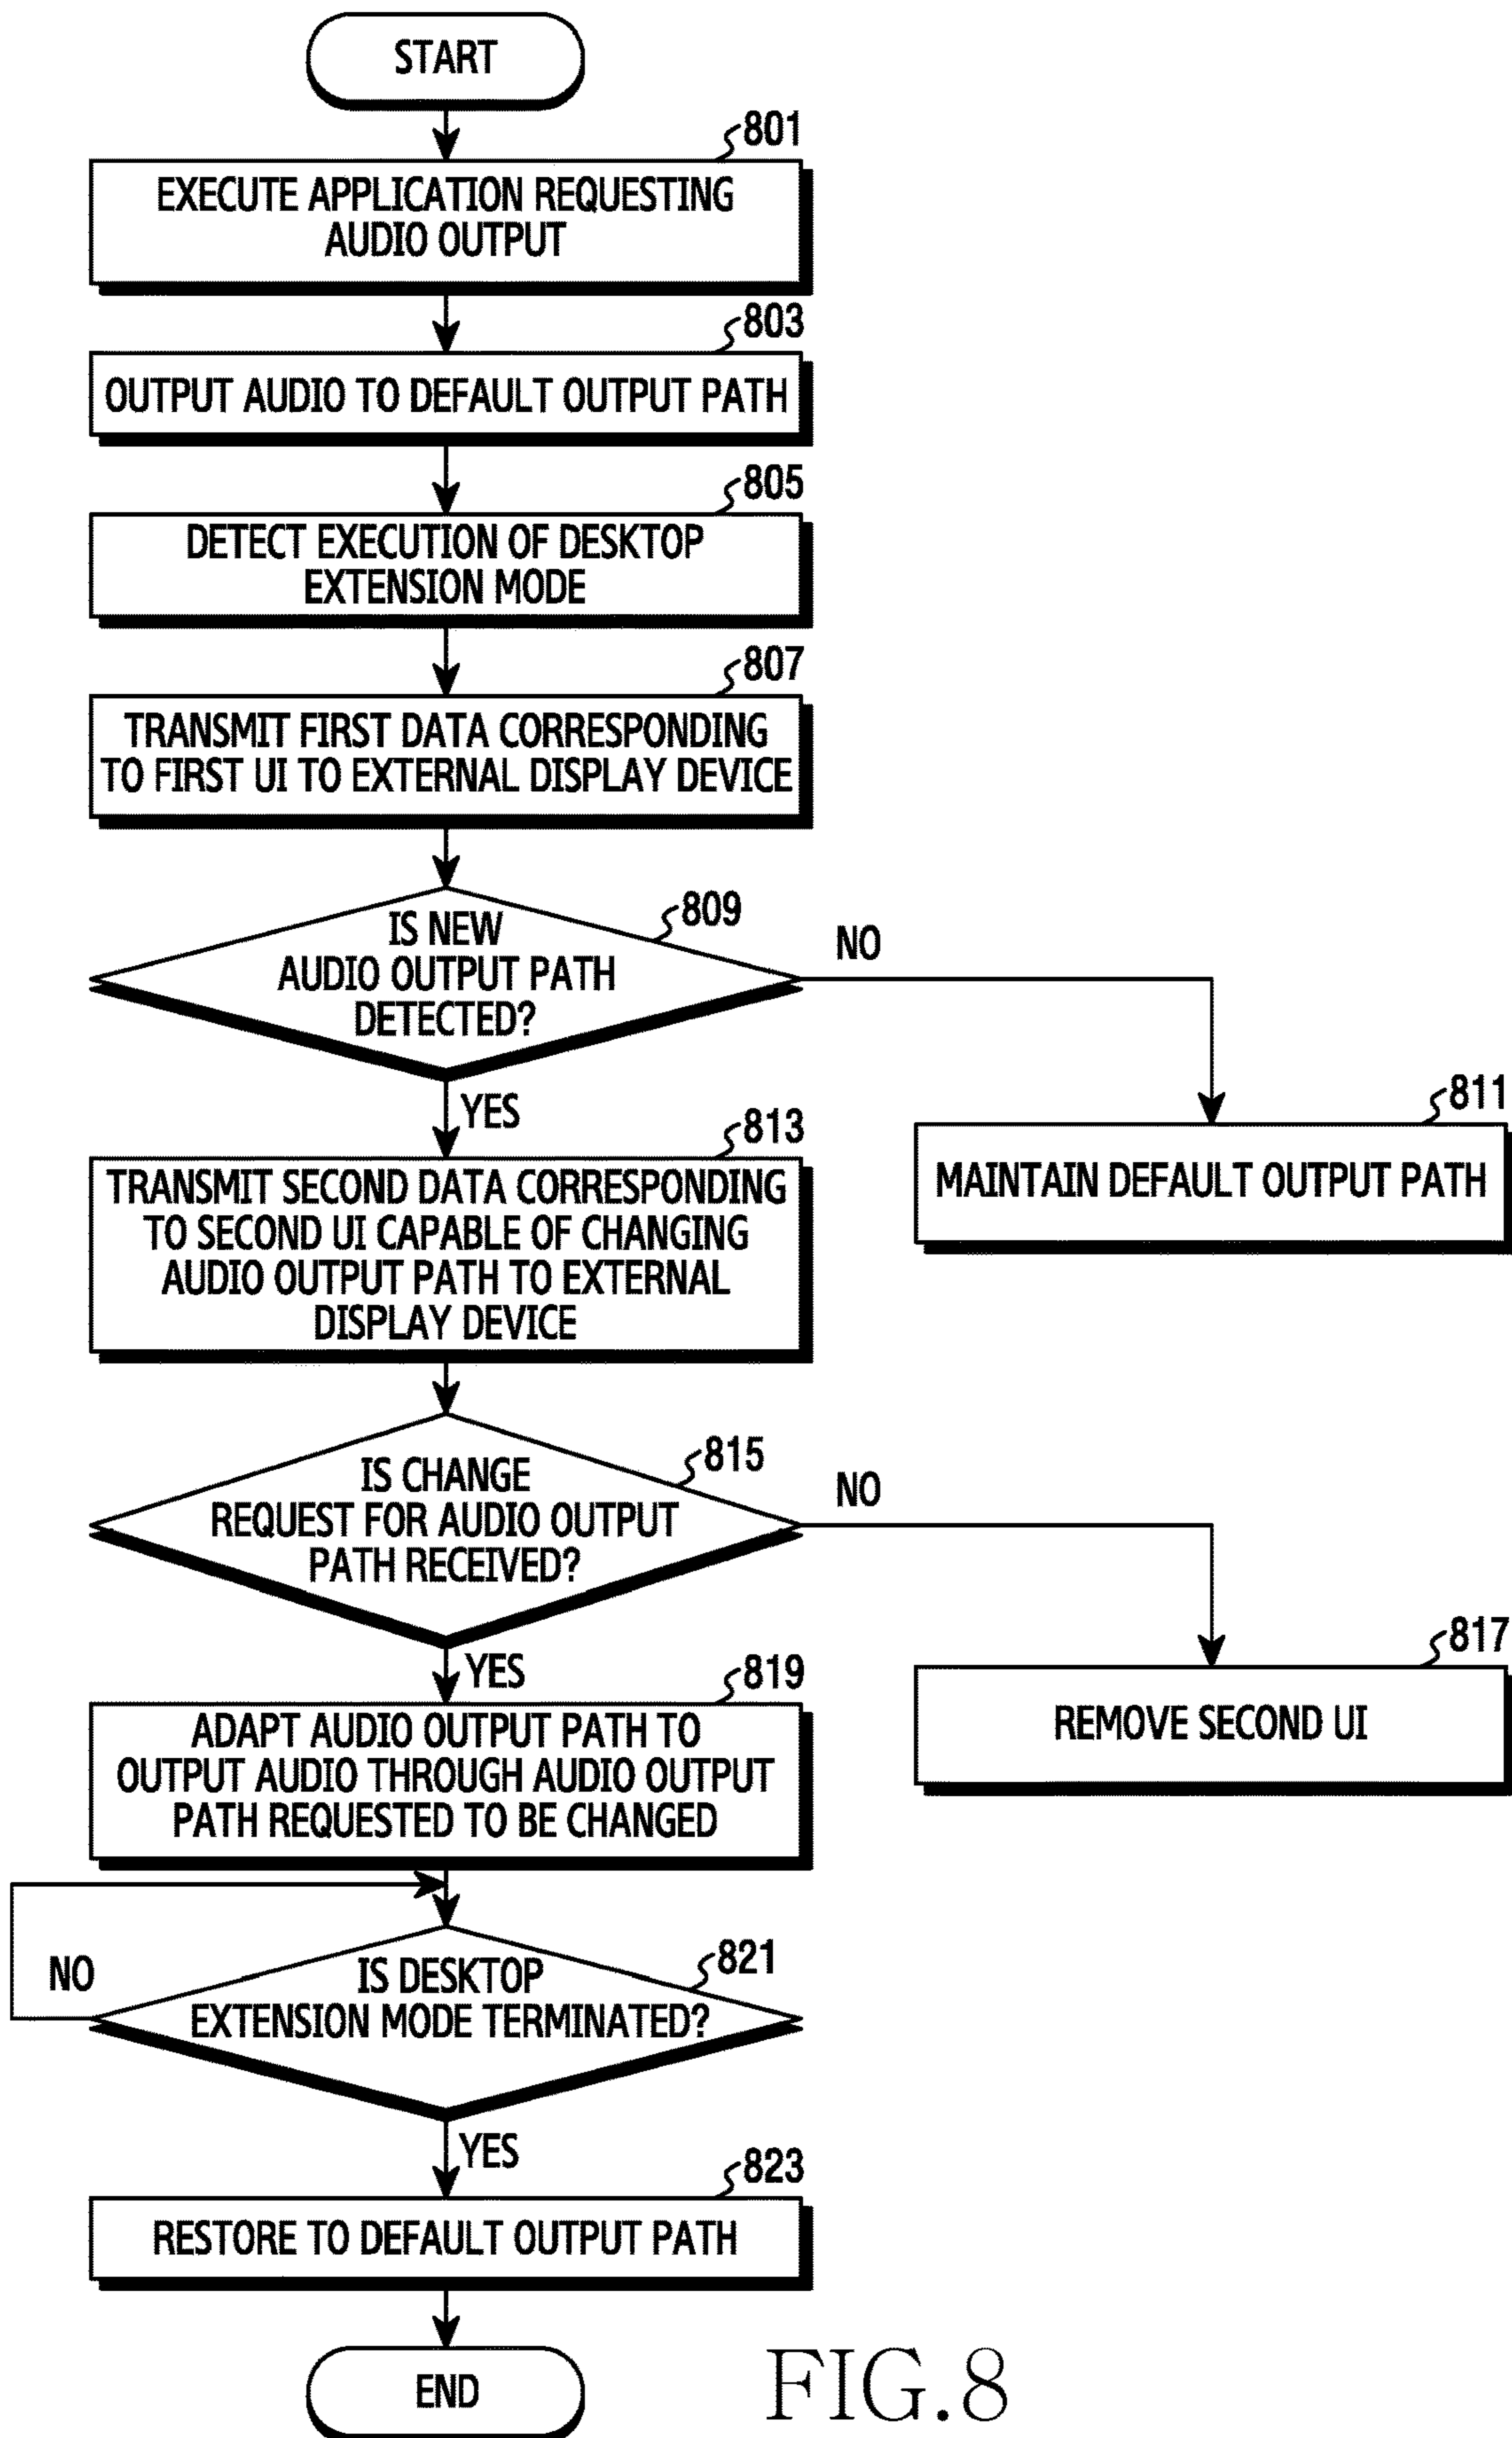 START
801
EXECUTE APPLICATION REQUESTING
AUDIO OUTPUT
803
OUTPUT AUDIO TO DEFAULT OUTPUT PATH
805
DETECT EXECUTION OF DESKTOP
EXTENSION MODE
807
TRANSMIT FIRST DATA CORRESPONDING
TO FIRST UI TO EXTERNAL DISPLAY DEVICE
809
IS NEW
AUDIO OUTPUT PATH
DETECTED?
NO
YES
811
MAINTAIN DEFAULT OUTPUT PATH
813
TRANSMIT SECOND DATA CORRESPONDING
TO SECOND UI CAPABLE OF CHANGING
AUDIO OUTPUT PATH TO EXTERNAL
DISPLAY DEVICE
815
IS CHANGE
REQUEST FOR AUDIO OUTPUT
PATH RECEIVED?
NO
YES
817
REMOVE SECOND UI
819
ADAPT AUDIO OUTPUT PATH TO
OUTPUT AUDIO THROUGH AUDIO OUTPUT
PATH REQUESTED TO BE CHANGED
821
IS DESKTOP
EXTENSION MODE TERMINATED?
NO
YES
823
RESTORE TO DEFAULT OUTPUT PATH
END
FIG.8